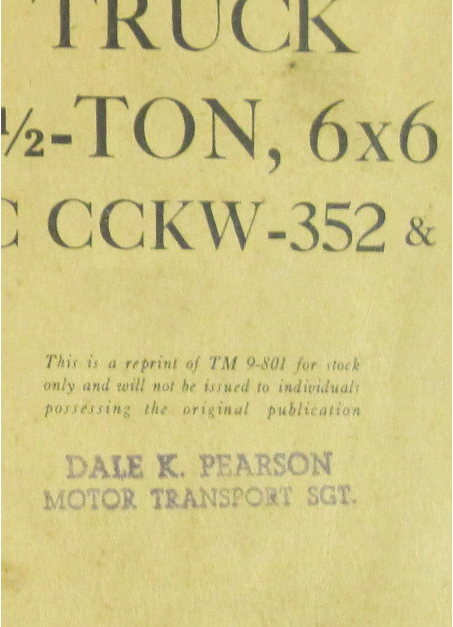 TRUCK
½-TON, 6x6
C CCKW-352 &
This is a reprint of TM 9-801 for stock
only and will not be issued to individuals
possessing the original publication
DALE K. PEARSON
MOTOR TRANSPORT SGT.